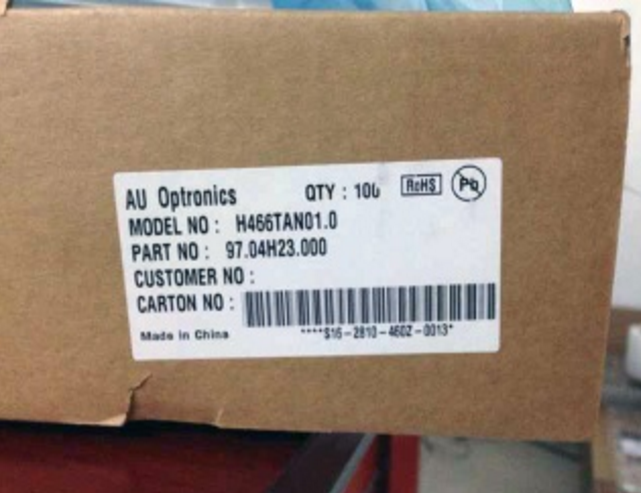 AU Optronics QTY : 100 RoHS Pb
MODEL NO : H466TAN01.0
PART NO : 97.04H23.000
CUSTOMER NO :
CARTON NO :
Made in China ****S16-2810-460Z-0013*